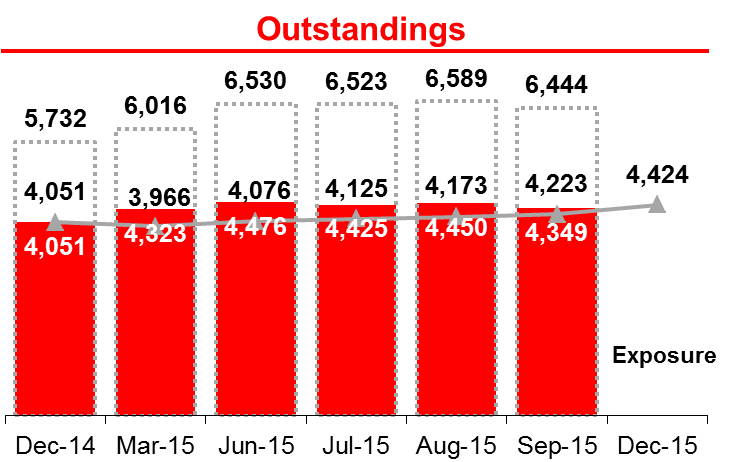 Outstandings
5,732 6,016 6,530 6,523 6,589 6,444
4,051 3,966 4,076 4,125 4,173 4,223 4,424
4,051 4,323 4,476 4,425 4,450 4,349
Exposure
Dec-14 Mar-15 Jun-15 Jul-15 Aug-15 Sep-15 Dec-15